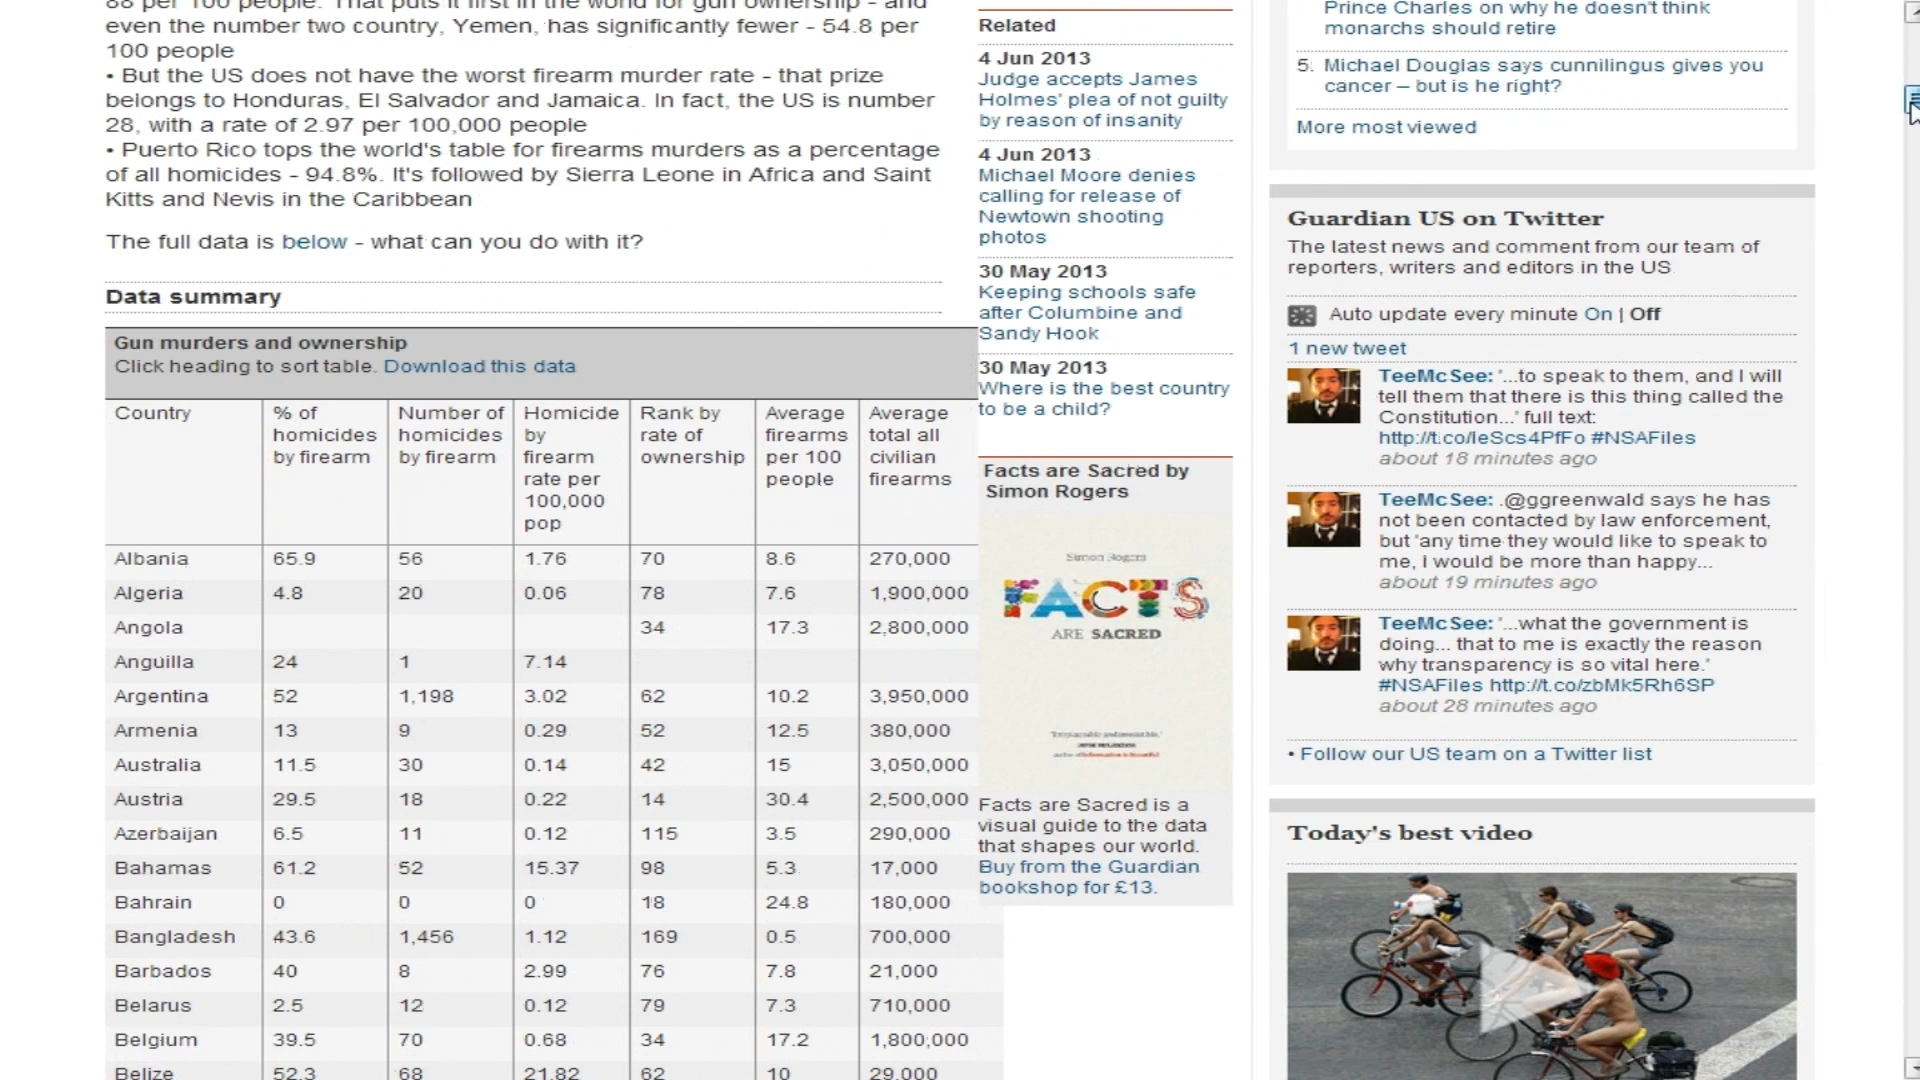 88 per 100 people. That puts it first in the world for gun ownership - and
even the number two country, Yemen, has significantly fewer - 54.8 per
100 people
• But the US does not have the worst firearm murder rate - that prize
belongs to Honduras, El Salvador and Jamaica. In fact, the US is number
28, with a rate of 2.97 per 100,000 people
• Puerto Rico tops the world's table for firearms murders as a percentage
of all homicides - 94.8%. It's followed by Sierra Leone in Africa and Saint
Kitts and Nevis in the Caribbean
The full data is below - what can you do with it?
Data summary
Gun murders and ownership
Click heading to sort table. Download this data
Country % of homicides by firearm Number of homicides by firearm Homicide by firearm rate per 100,000 pop Rank by rate of ownership Average firearms per 100 people Average total all civilian firearms
Albania 65.9 56 1.76 70 8.6 270,000
Algeria 4.8 20 0.06 78 7.6 1,900,000
Angola 34 17.3 2,800,000
Anguilla 24 1 7.14
Argentina 52 1,198 3.02 62 10.2 3,950,000
Armenia 13 9 0.29 52 12.5 380,000
Australia 11.5 30 0.14 42 15 3,050,000
Austria 29.5 18 0.22 14 30.4 2,500,000
Azerbaijan 6.5 11 0.12 115 3.5 290,000
Bahamas 61.2 52 15.37 98 5.3 17,000
Bahrain 0 0 0 18 24.8 180,000
Bangladesh 43.6 1,456 1.12 169 0.5 700,000
Barbados 40 8 2.99 76 7.8 21,000
Belarus 2.5 12 0.12 79 7.3 710,000
Belgium 39.5 70 0.68 34 17.2 1,800,000
Belize 52.3 68 21.82 62 10 29,000
Related
4 Jun 2013
Judge accepts James
Holmes' plea of not guilty
by reason of insanity
4 Jun 2013
Michael Moore denies
calling for release of
Newtown shooting
photos
30 May 2013
Keeping schools safe
after Columbine and
Sandy Hook
30 May 2013
Where is the best country
to be a child?
Facts are Sacred by
Simon Rogers
Simon Rogers
FACTS
ARE SACRED
Facts are Sacred is a
visual guide to the data
that shapes our world.
Buy from the Guardian
bookshop for £13.
Prince Charles on why he doesn't think
monarchs should retire
5. Michael Douglas says cunnilingus gives you
cancer – but is he right?
More most viewed
Guardian US on Twitter
The latest news and comment from our team of
reporters, writers and editors in the US
Auto update every minute On | Off
1 new tweet
TeeMcSee: '...to speak to them, and I will
tell them that there is this thing called the
Constitution...' full text:
http://t.co/leScs4PfFo #NSAFiles
about 18 minutes ago
TeeMcSee: .@ggreenwald says he has
not been contacted by law enforcement,
but 'any time they would like to speak to
me, i would be more than happy...
about 19 minutes ago
TeeMcSee: '...what the government is
doing... that to me is exactly the reason
why transparency is so vital here.'
#NSAFiles http://t.co/zbMk5Rh6SP
about 28 minutes ago
• Follow our US team on a Twitter list
Today's best video